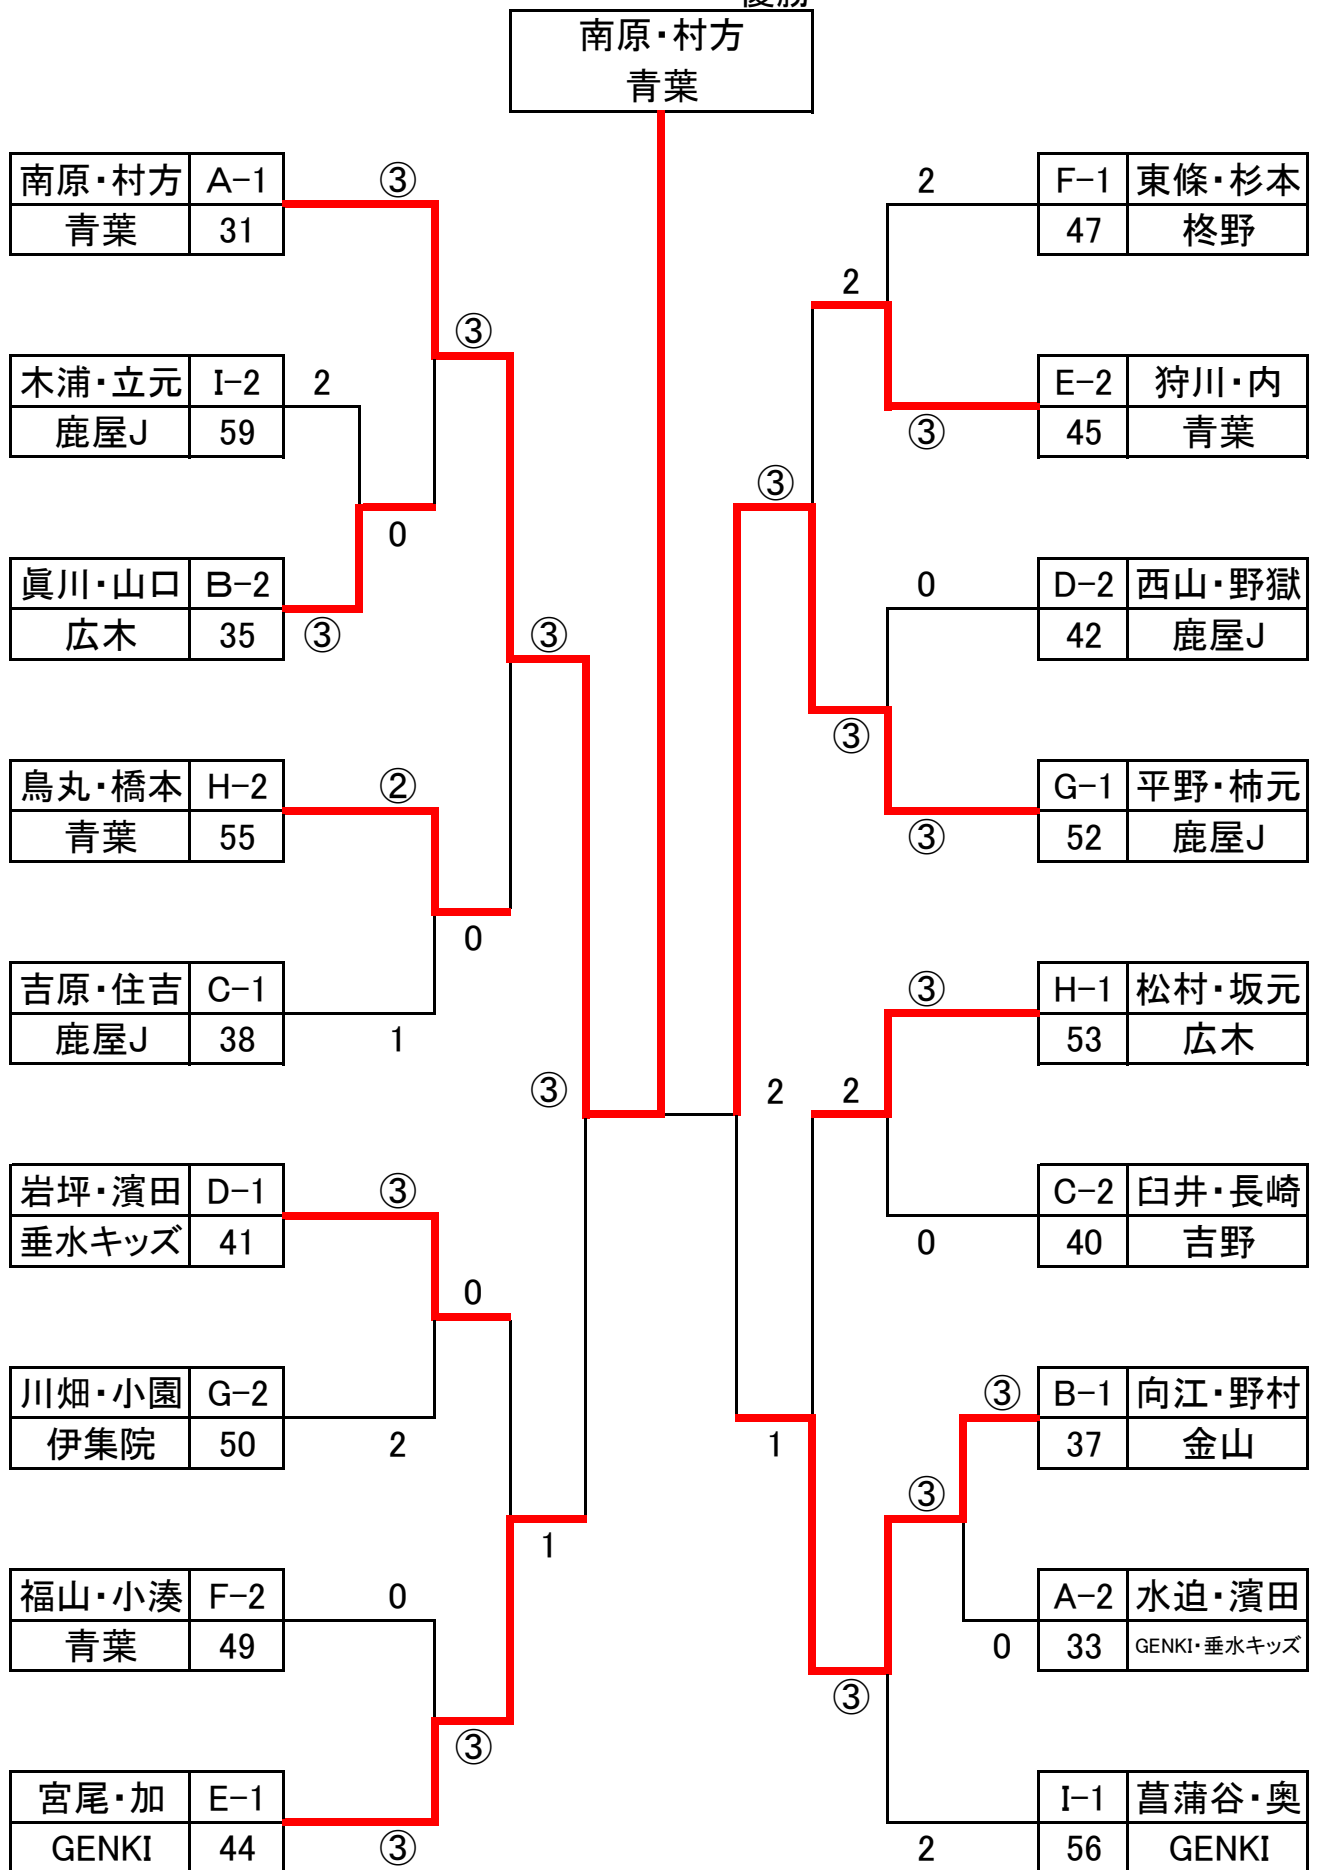 優勝
南原・村方
青葉
南原・村方 A-1 ③
青葉 31
③
木浦・立元 I-2 2
鹿屋J 59
0
眞川・山口 B-2
広木 35 ③
③
鳥丸・橋本 H-2 ②
青葉 55
0
吉原・住吉 C-1
鹿屋J 38 1
③
岩坪・濱田 D-1 ③
垂水キッズ 41
0
川畑・小園 G-2
伊集院 50 2
1
福山・小湊 F-2 0
青葉 49
③
宮尾・加 E-1
GENKI 44 ③
2 F-1 東條・杉本
47 柊野
2
E-2 狩川・内
③ 45 青葉
③
0 D-2 西山・野獄
42 鹿屋J
③
G-1 平野・柿元
③ 52 鹿屋J
③ H-1 松村・坂元
53 広木
2 2
C-2 臼井・長崎
0 40 吉野
③ B-1 向江・野村
1 37 金山
③
A-2 水迫・濱田
0 33 GENKI・垂水キッズ
③
I-1 菖蒲谷・奥
2 56 GENKI